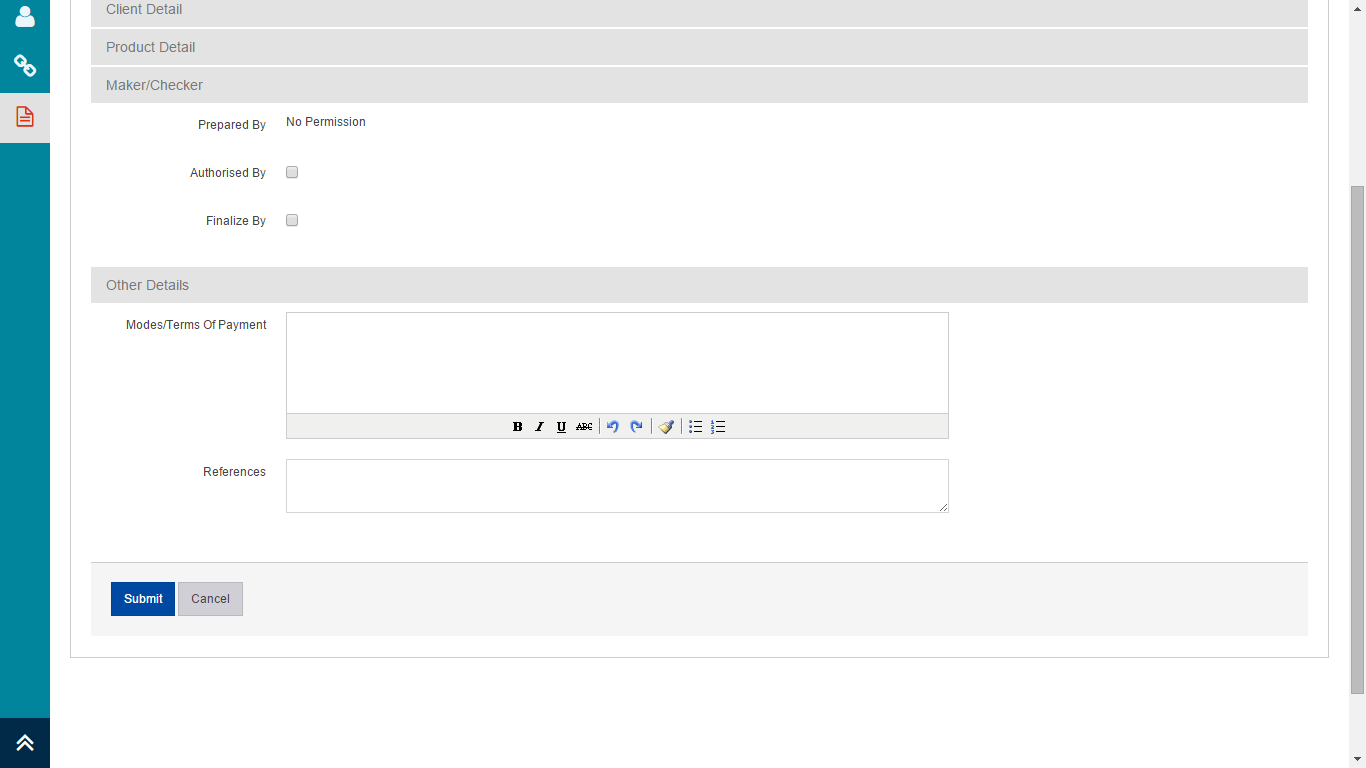 Client Detail
Product Detail
Maker/Checker
Prepared By No Permission
Authorised By
Finalize By
Other Details
Modes/Terms Of Payment
B I U ABC
References
Submit Cancel